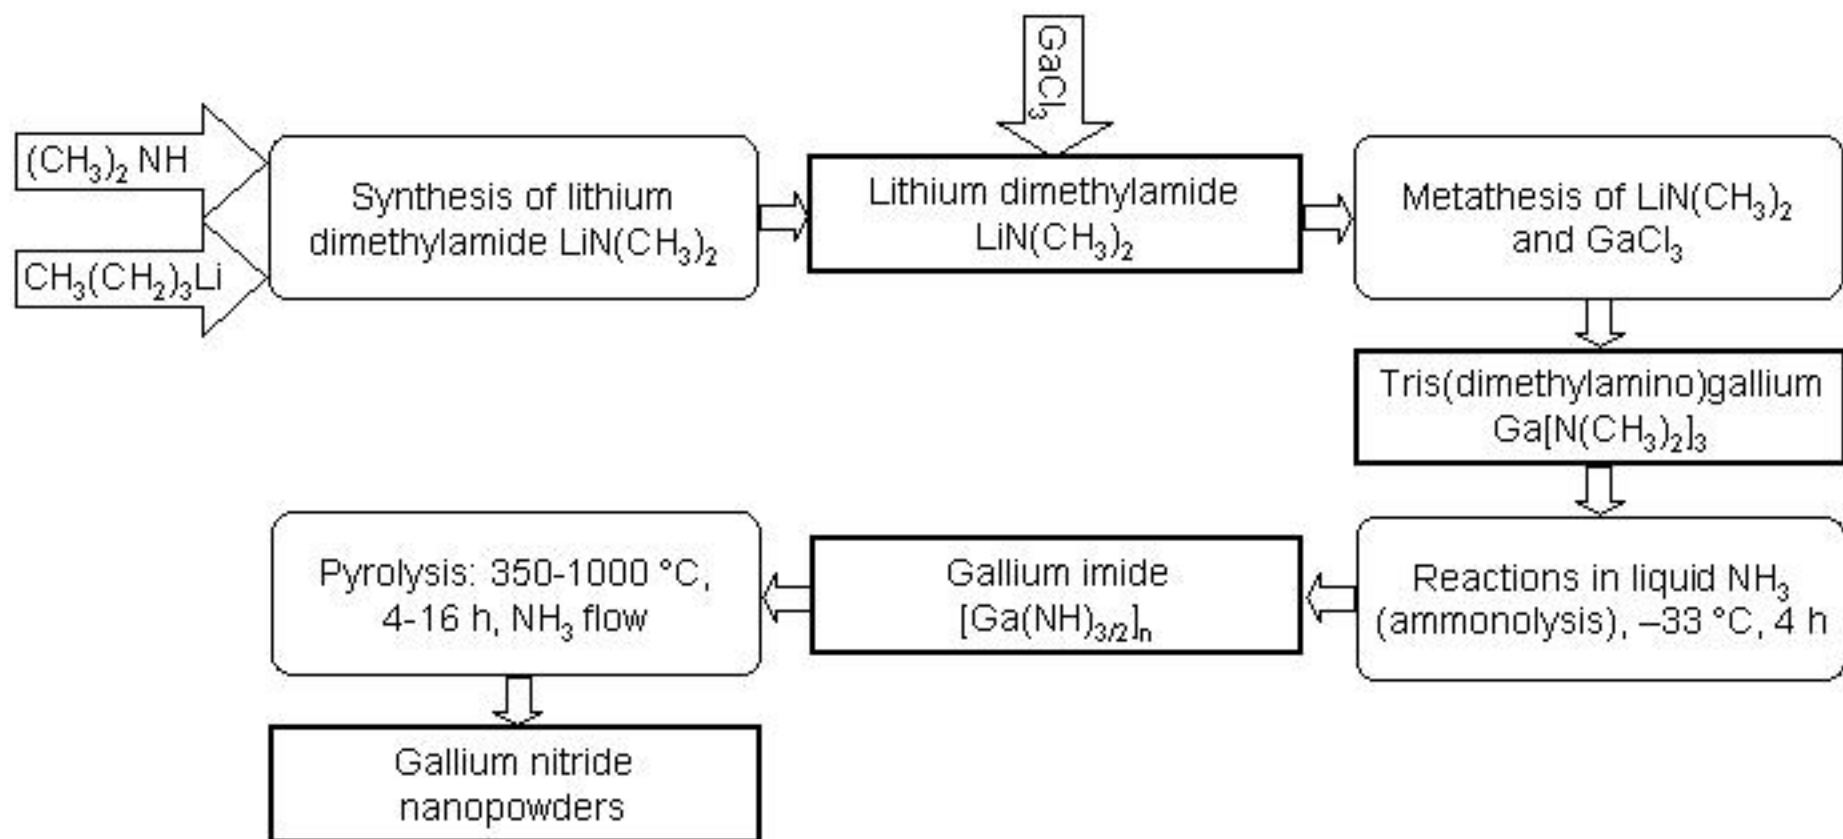 GaCl₃
(CH₃)₂ NH
CH₃(CH₂)₃Li
Synthesis of lithium
dimethylamide LiN(CH₃)₂
Lithium dimethylamide
LiN(CH₃)₂
Metathesis of LiN(CH₃)₂
and GaCl₃
Tris(dimethylamino)gallium
Ga[N(CH₃)₂]₃
Reactions in liquid NH₃
(ammonolysis), –33 °C, 4 h
Gallium imide
[Ga(NH)₃/₂]ₙ
Pyrolysis: 350-1000 °C,
4-16 h, NH₃ flow
Gallium nitride
nanopowders